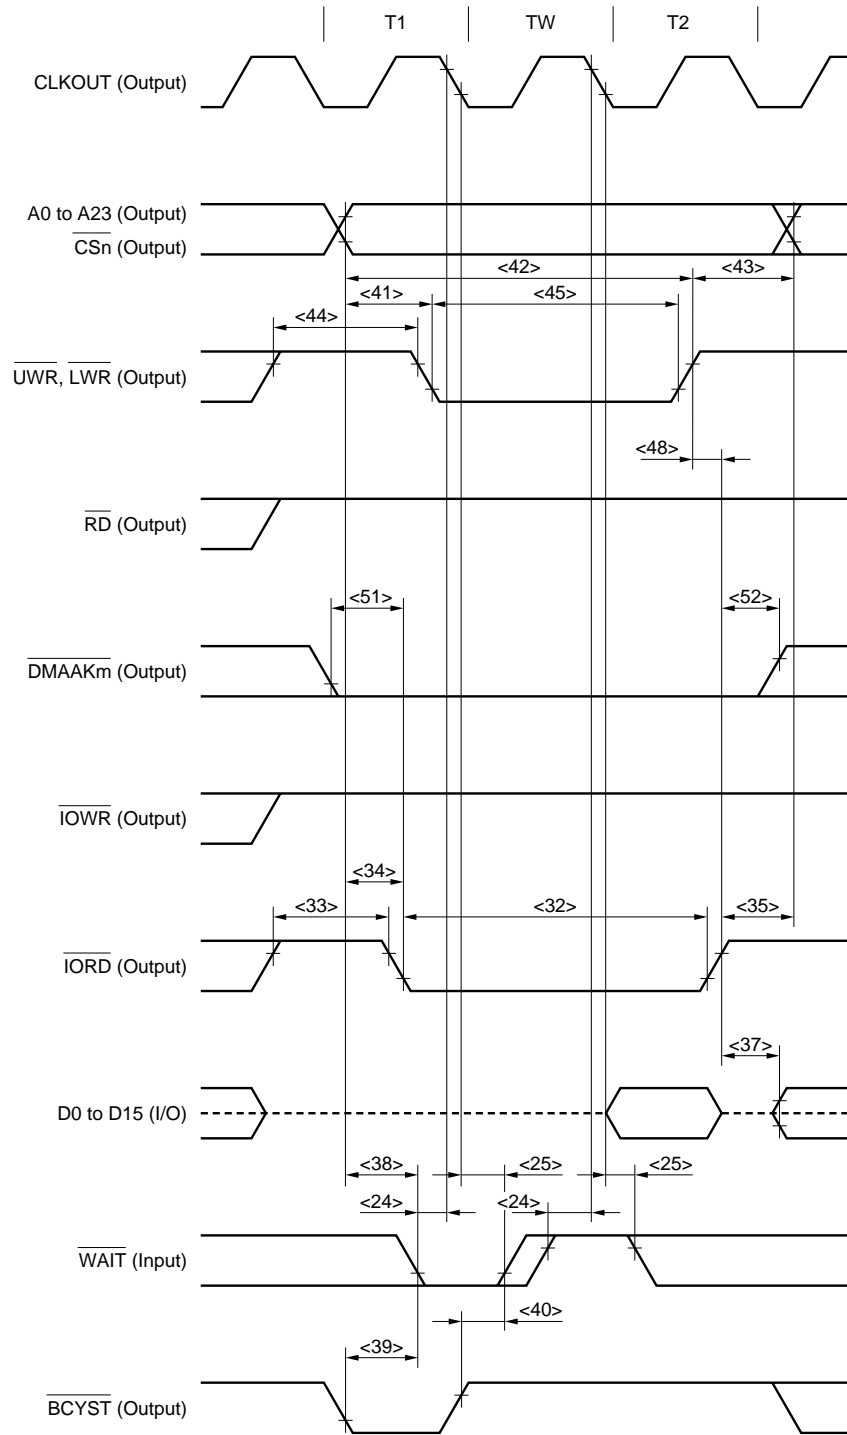 T1 TW T2
CLKOUT (Output)
A0 to A23 (Output)
CSn (Output)
<42> <43>
<41> <45>
<44>
UWR, LWR (Output)
<48>
RD (Output)
<51> <52>
DMAAKm (Output)
IOWR (Output)
<34>
<33> <32> <35>
IORD (Output)
<37>
D0 to D15 (I/O)
<38> <25> <25>
<24> <24>
WAIT (Input)
<40>
<39>
BCYST (Output)